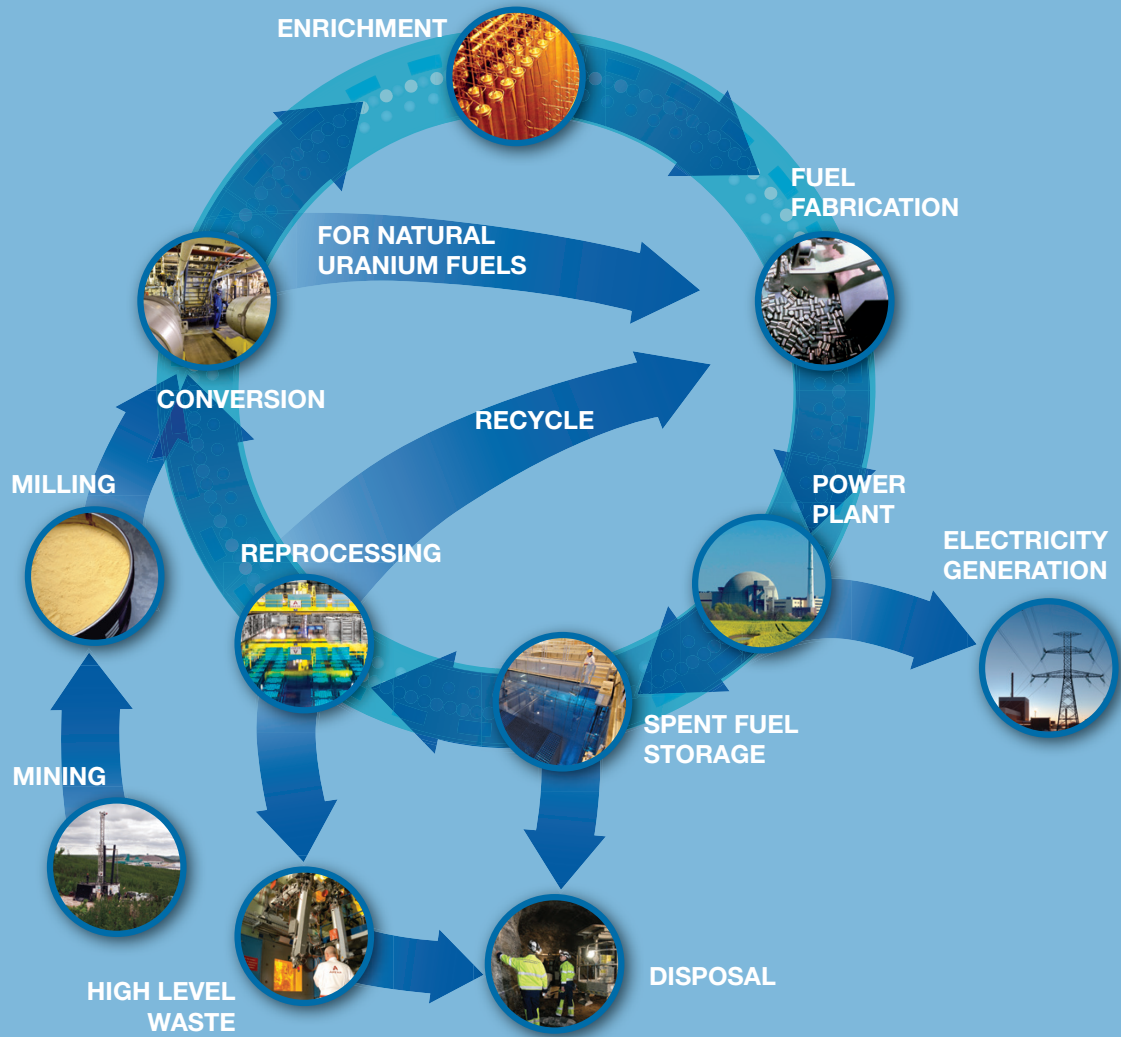 ENRICHMENT
FUEL
FABRICATION
FOR NATURAL
URANIUM FUELS
CONVERSION
RECYCLE
MILLING
POWER
PLANT
REPROCESSING
ELECTRICITY
GENERATION
SPENT FUEL
STORAGE
MINING
DISPOSAL
HIGH LEVEL
WASTE